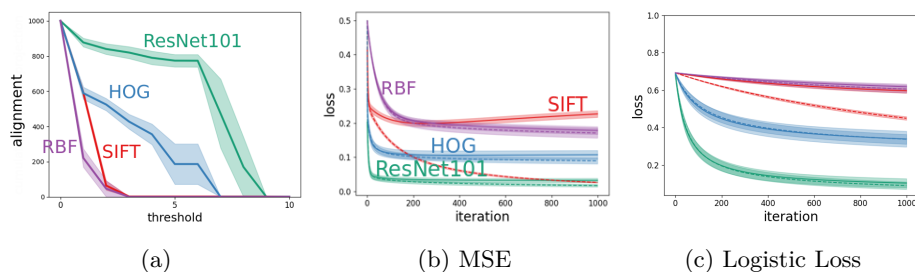 1000
800
600
400
200
0
alignment
ResNet101
HOG
RBF
SIFT
0
5
10
threshold
(a)
0.5
0.4
0.3
0.2
0.1
0.0
loss
RBF
SIFT
HOG
ResNet101
0
200
400
600
800
1000
iteration
(b) MSE
1.0
0.8
0.6
0.4
0.2
loss
0
200
400
600
800
1000
iteration
(c) Logistic Loss